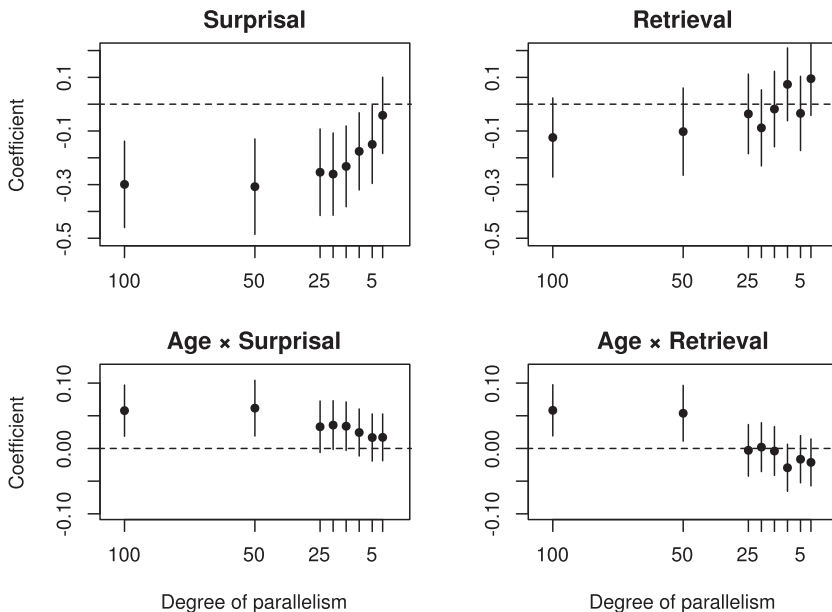 Surprisal
Coefficient
0.1
-0.1
-0.3
-0.5
100 50 25 5
Retrieval
0.1
-0.1
-0.3
-0.5
100 50 25 5
Age × Surprisal
Coefficient
0.10
0.00
-0.10
100 50 25 5
Degree of parallelism
Age × Retrieval
0.10
0.00
-0.10
100 50 25 5
Degree of parallelism